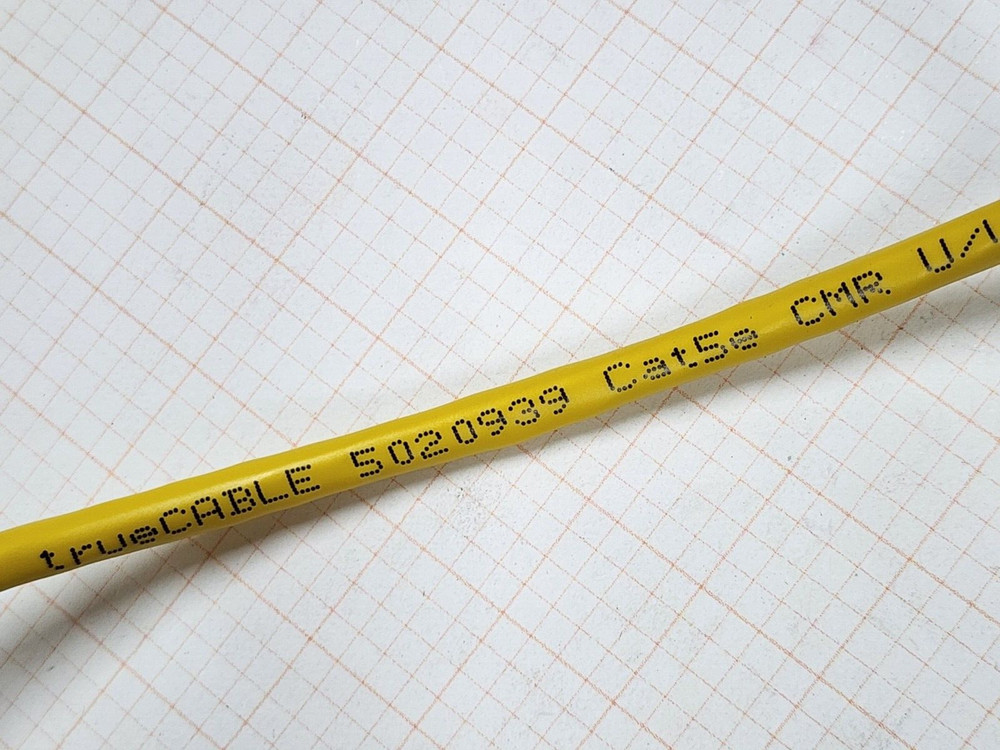 trueCABLE 5020939 Cat5e CMR U/